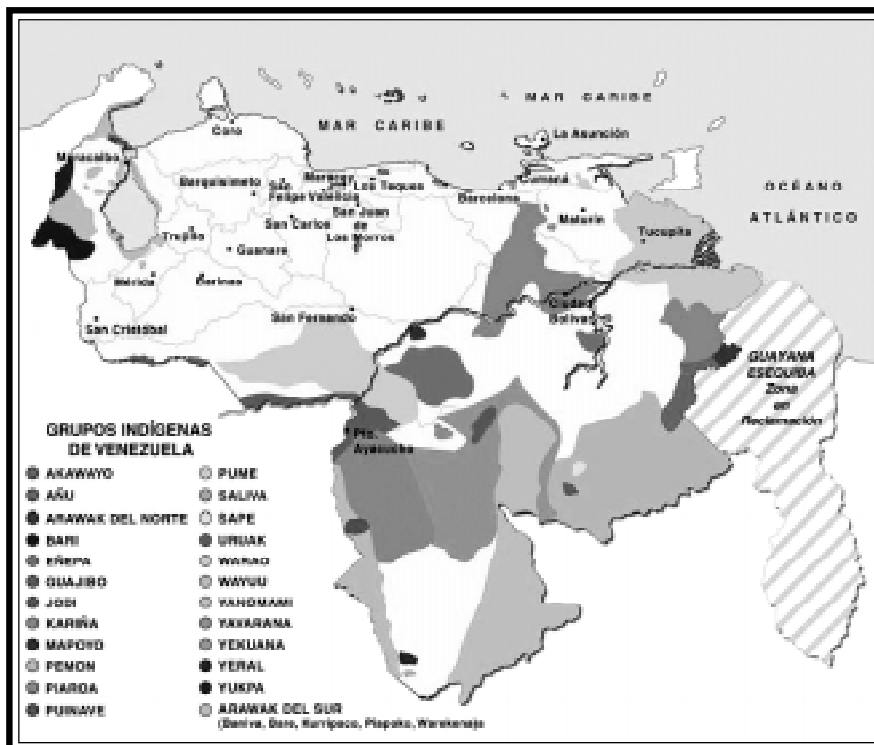 MAR CARIBE
MAR CARIBE
La Asunción
Coro
Maracaibo
Barquisimeto
San
Felipe
Valencia
Los Teques
Barcelona
Cumaná
OCÉANO
ATLÁNTICO
San Carlos
San Juan
de
Los Morros
Maturín
Tucupita
Trujillo
Guanare
Mérida
Barinas
San Cristóbal
San Fernando
Ciudad
Bolívar
GUAYANA
ESEQUIBA
Zona
en
Reclamación
Pto.
Ayacucho
GRUPOS INDÍGENAS
DE VENEZUELA
AKAWAYO
AÑU
ARAWAK DEL NORTE
BARI
EÑEPA
GUAJIBO
JODI
KARIÑA
MAPOYO
PEMON
PIAROA
PUINAVE
PUME
SALIVA
SAPE
URUAK
WARAO
WAYUU
YANOMAMI
YAVARANA
YEKUANA
YERAL
YUKPA
ARAWAK DEL SUR
(Baniva, Bare, Kurripaco, Piapoko, Warekena)